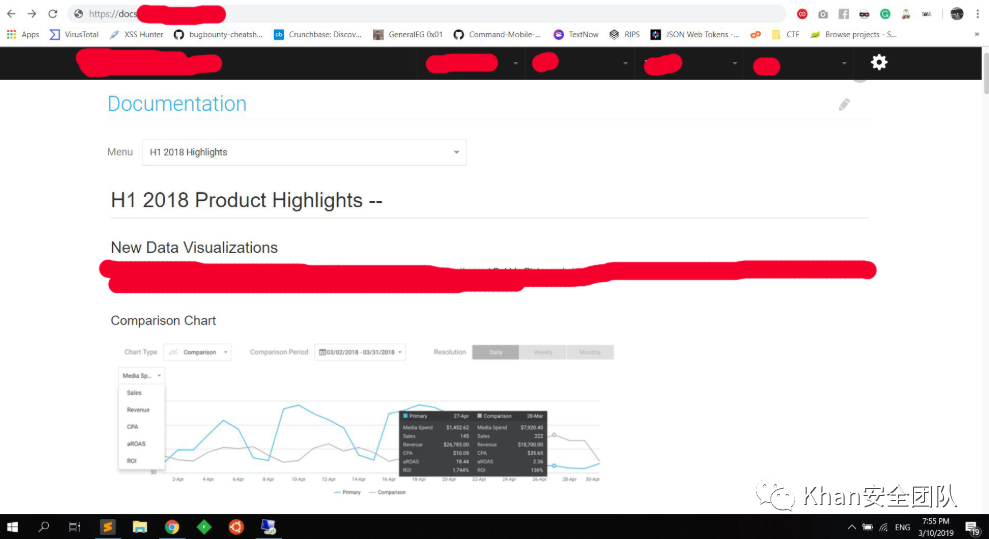 https://docs
Apps VirusTotal XSS Hunter bugbounty-cheatsh... Crunchbase: Discov... GeneralEG 0x01 Command-Mobile-... TextNow RIPS JSON Web Tokens -... CTF Browse projects - S... »
Documentation
Menu H1 2018 Highlights
H1 2018 Product Highlights --
New Data Visualizations
Comparison Chart
Chart Type Comparison Comparison Period 03/02/2018 - 03/31/2018 Resolution Daily Weekly Monthly
Media Sp...
Sales
Revenue
CPA
aROAS
ROI
Primary 27-Apr Comparison 28-Mar
Media Spend $1,452.62 Media Spend $7,920.40
Sales 145 Sales 222
Revenue $26,785.00 Revenue $18,700.00
CPA $10.05 CPA $35.65
aROAS 18.44 aROAS 2.36
ROI 1,744% ROI 136%
2-Apr 4-Apr 6-Apr 8-Apr 10-Apr 12-Apr 14-Apr 16-Apr 18-Apr 20-Apr 22-Apr 24-Apr 26-Apr 28-Apr 30-Apr
Primary Comparison
Khan安全团队
ENG 7:55 PM
3/10/2019
19